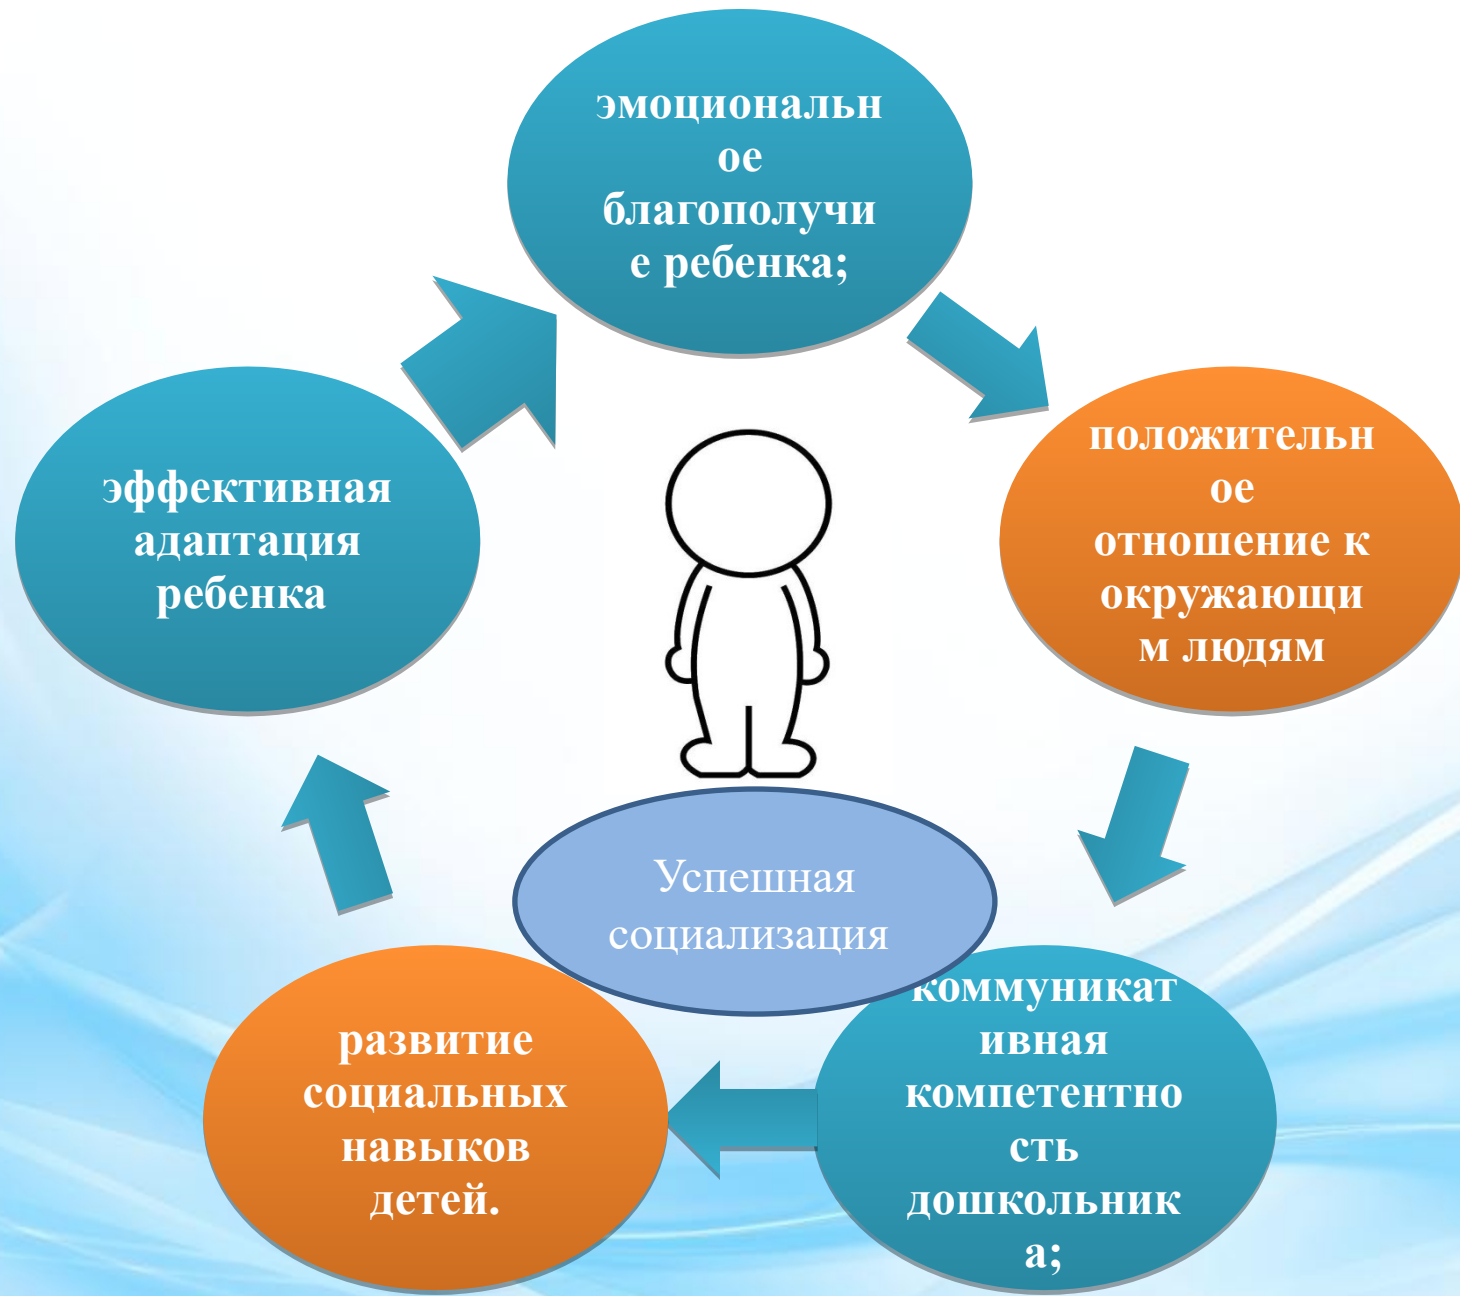 эмоциональн
ое
благополучи
е ребенка;
положительн
ое
отношение к
окружающи
м людям
коммуникат
ивная
компетентно
сть
дошкольник
а;
развитие
социальных
навыков
детей.
эффективная
адаптация
ребенка
Успешная
социализация